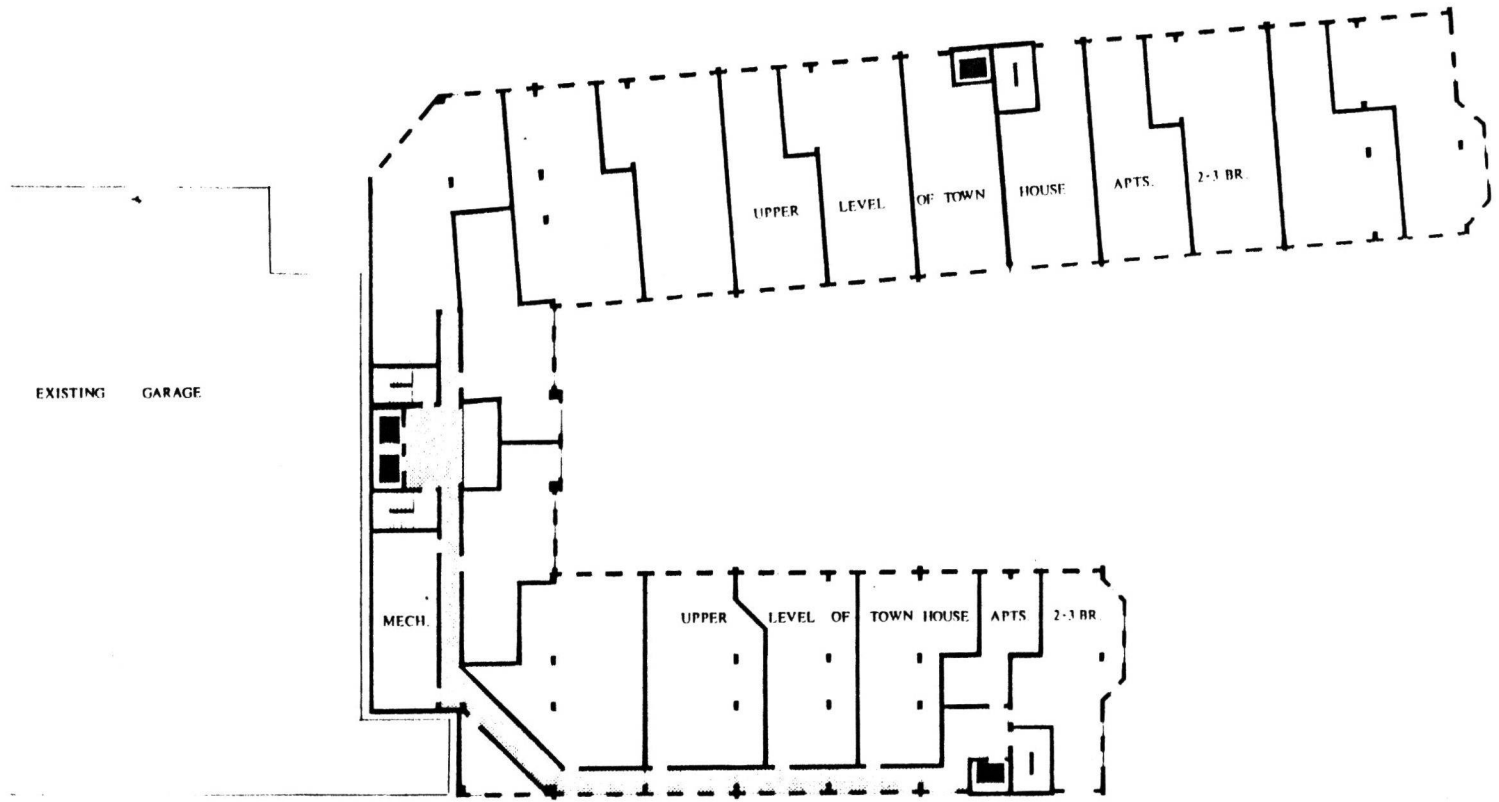 UPPER LEVEL OF TOWN HOUSE APTS. 2-3 BR.
EXISTING GARAGE
MECH.
UPPER LEVEL OF TOWN HOUSE APTS. 2-3 BR.